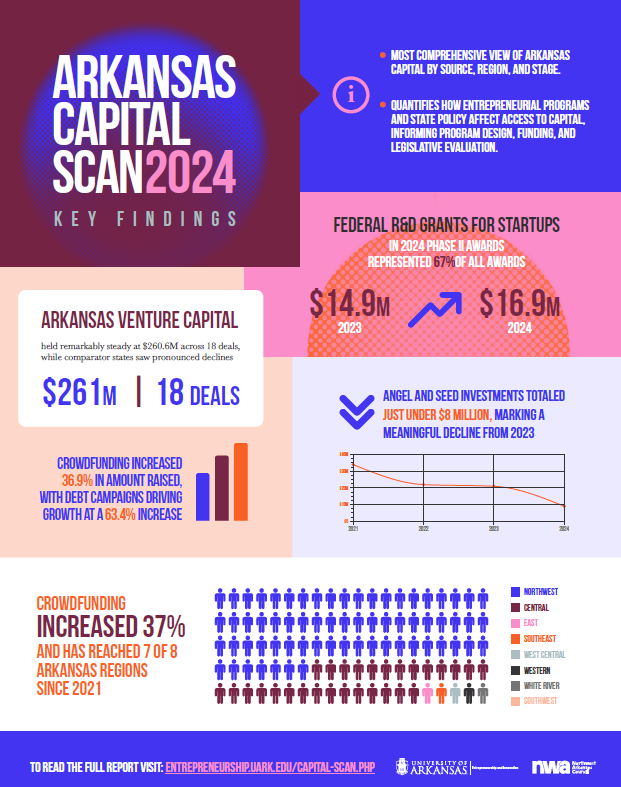 ARKANSAS
CAPITAL
SCAN 2024
KEY FINDINGS
i
MOST COMPREHENSIVE VIEW OF ARKANSAS
CAPITAL BY SOURCE, REGION, AND STAGE.
QUANTIFIES HOW ENTREPRENEURIAL PROGRAMS
AND STATE POLICY AFFECT ACCESS TO CAPITAL,
INFORMING PROGRAM DESIGN, FUNDING, AND
LEGISLATIVE EVALUATION.
FEDERAL R&D GRANTS FOR STARTUPS
IN 2024 PHASE II AWARDS
REPRESENTED 67% OF ALL AWARDS
$14.9M
2023
$16.9M
2024
ARKANSAS VENTURE CAPITAL
held remarkably steady at $260.6M across 18 deals,
while comparator states saw pronounced declines
$261M | 18 DEALS
ANGEL AND SEED INVESTMENTS TOTALED
JUST UNDER $8 MILLION, MARKING A
MEANINGFUL DECLINE FROM 2023
2021 2022 2023 2024
CROWDFUNDING INCREASED
36.9% IN AMOUNT RAISED,
WITH DEBT CAMPAIGNS DRIVING
GROWTH AT A 63.4% INCREASE
CROWDFUNDING
INCREASED 37%
AND HAS REACHED 7 OF 8
ARKANSAS REGIONS
SINCE 2021
NORTHWEST
CENTRAL
EAST
SOUTHEAST
WEST CENTRAL
WESTERN
WHITE RIVER
SOUTHWEST
TO READ THE FULL REPORT VISIT: ENTREPRENEURSHIP.UARK.EDU/CAPITAL-SCAN.PHP
UNIVERSITY OF
ARKANSAS
nwa
Northwest
Arkansas
Council